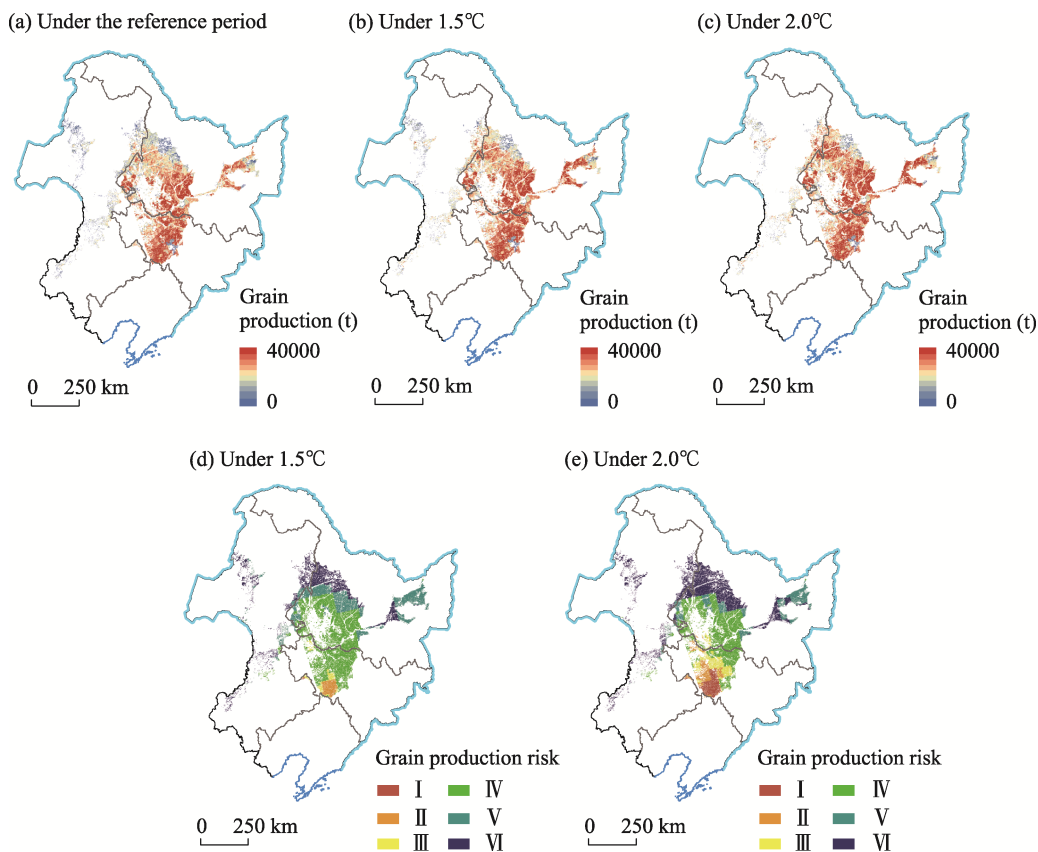 (a) Under the reference period
(b) Under 1.5℃
(c) Under 2.0℃
Grain
production (t)
40000
0
0 250 km
Grain
production (t)
40000
0
0 250 km
Grain
production (t)
40000
0
0 250 km
(d) Under 1.5℃
(e) Under 2.0℃
Grain production risk
Ⅰ Ⅳ
Ⅱ Ⅴ
Ⅲ Ⅵ
0 250 km
Grain production risk
Ⅰ Ⅳ
Ⅱ Ⅴ
Ⅲ Ⅵ
0 250 km